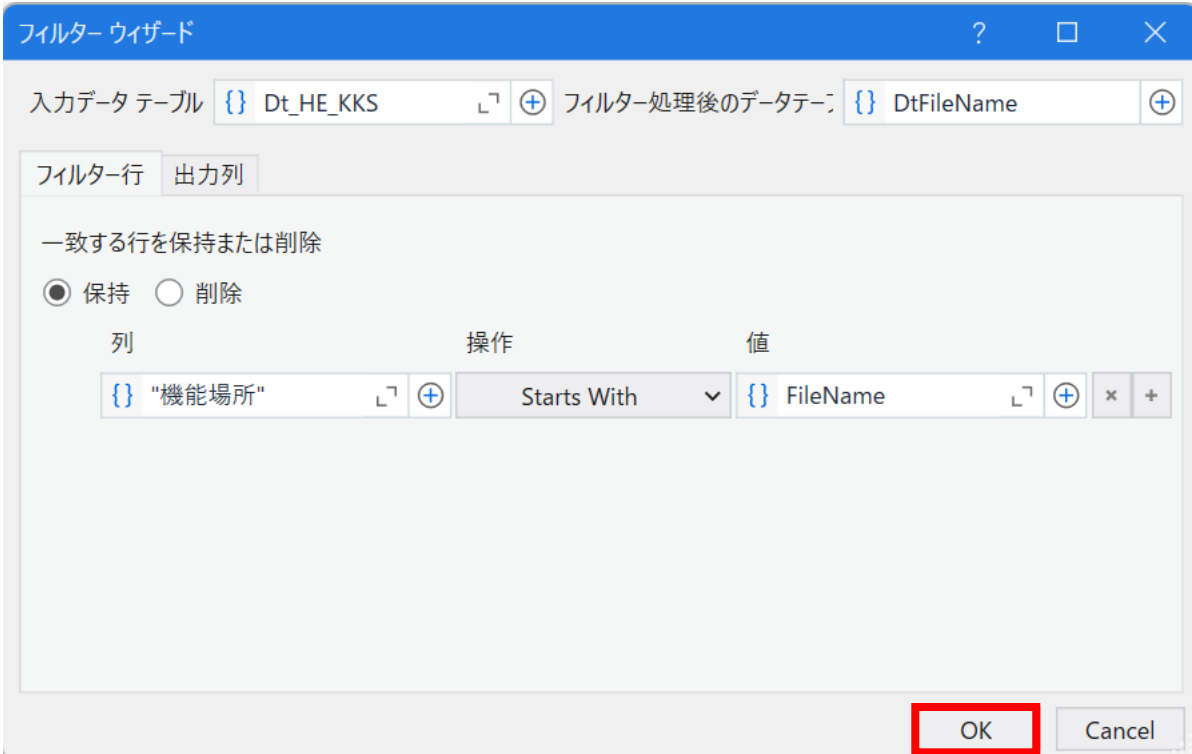 フィルター ウィザード
入力データ テーブル {} Dt_HE_KKS フィルター処理後のデータテーブ {} DtFileName
フィルター行 出力列
一致する行を保持または削除
保持 削除
列 操作 値
{} "機能場所" Starts With {} FileName
OK Cancel